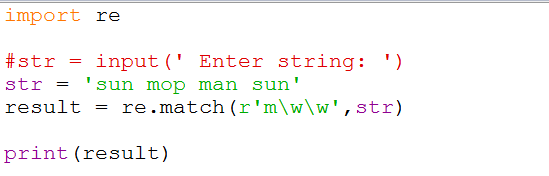 import re
#str = input(' Enter string: ')
str = 'sun mop man sun'
result = re.match(r'm\w\w',str)
print(result)